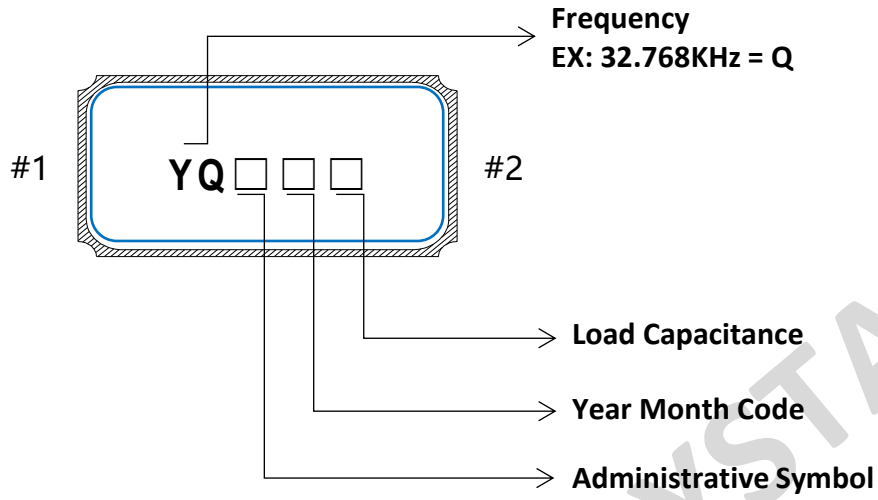 Frequency
EX: 32.768KHz = Q
#1
YQ□□□
#2
Load Capacitance
Year Month Code
Administrative Symbol